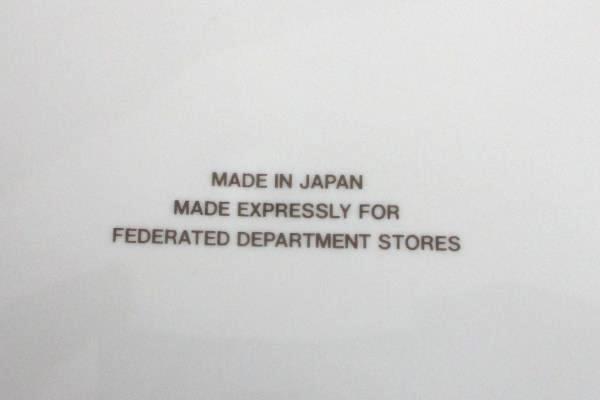 MADE IN JAPAN
MADE EXPRESSLY FOR
FEDERATED DEPARTMENT STORES